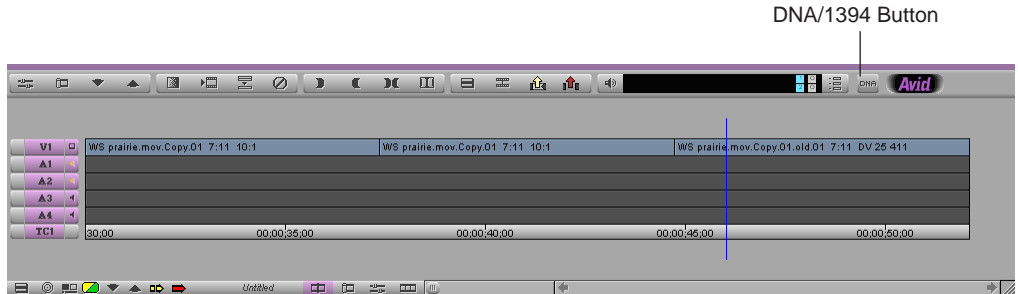 DNA/1394 Button
DNA Avid
V1 WS prairie.mov.Copy.01 7:11 10:1 WS prairie.mov.Copy.01 7:11 10:1 WS prairie.mov.Copy.01.old.01 7:11 DV 25 411
A1
A2
A3
A4
TC1 30;00 00;00;35;00 00;00;40;00 00;00;45;00 00;00;50;00
Untitled